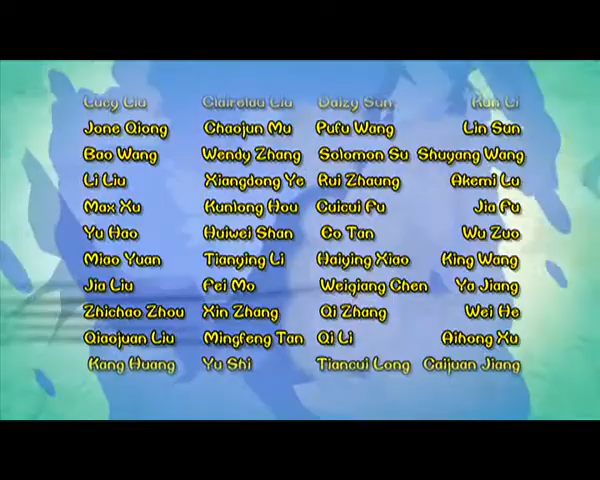 Lucy Liu Clairelau Liu Daizy Sun Kun Li
Jone Qiong Chaojun Mu Pufu Wang Lin Sun
Bao Wang Wendy Zhang Solomon Su Shuyang Wang
Li Liu Xiangdong Ye Rui Zhaung Akemi Lu
Max Xu Kunlong Hou Cuicui Fu Jia Fu
Yu Hao Huiwei Shan Co Tan Wu Zuo
Miao Yuan Tianying Li Haiying Xiao King Wang
Jia Liu Fei Mo Weiqiang Chen Ya Jiang
Zhichao Zhou Xin Zhang Qi Zhang Wei He
Qiaojuan Liu Mingfeng Tan Qi Li Aihong Xu
Kang Huang Yu Shi Tiancui Long Caijuan Jiang